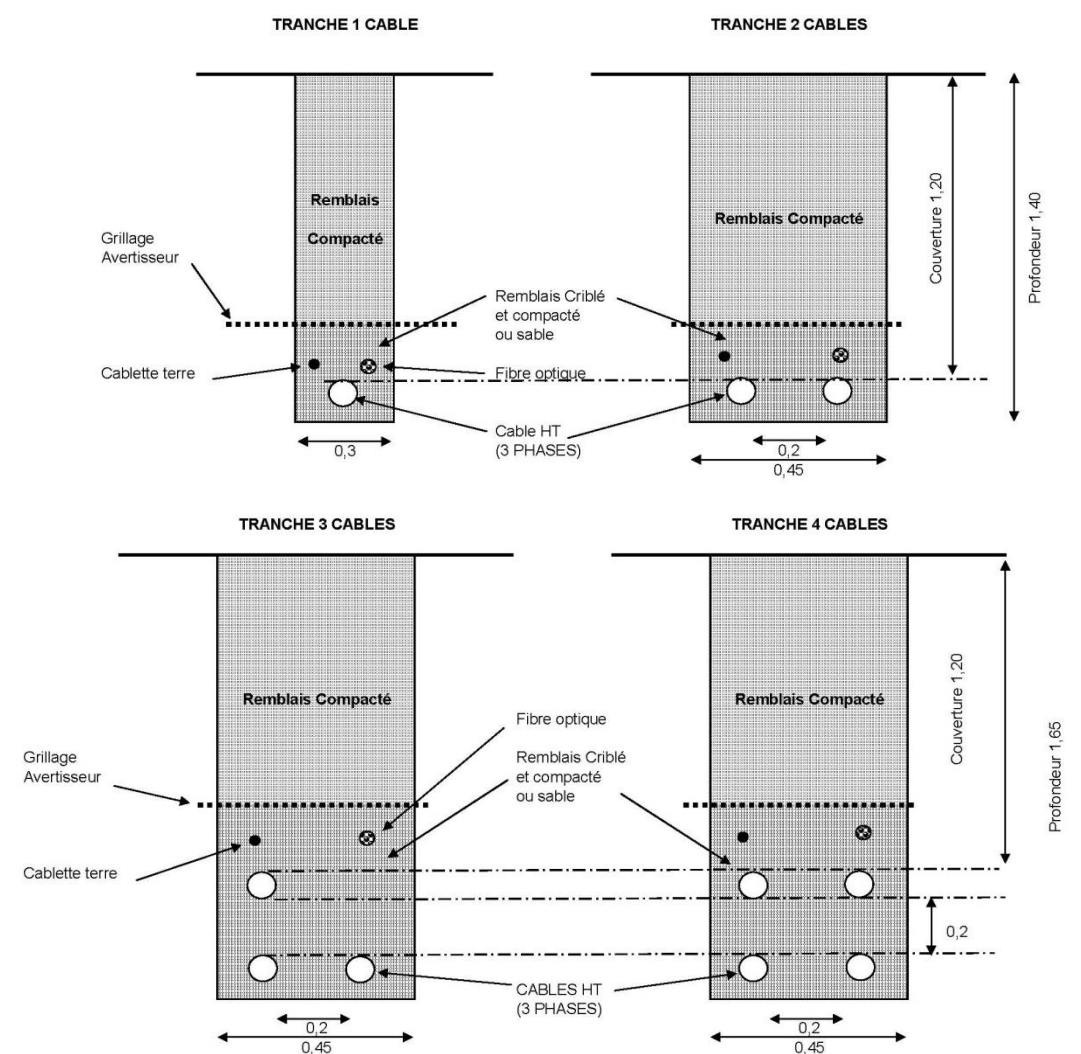 TRANCHE 1 CABLE
TRANCHE 2 CABLES
Remblais
Compacté
Remblais Compacté
Couverture 1,20
Profondeur 1,40
Grillage
Avertisseur
Remblais Criblé
et compacté
ou sable
Cablette terre
Fibre optique
Cable HT
(3 PHASES)
0,3
0,2
0,45
TRANCHE 3 CABLES
TRANCHE 4 CABLES
Remblais Compacté
Remblais Compacté
Couverture 1,20
Profondeur 1,65
Fibre optique
Grillage
Avertisseur
Remblais Criblé
et compacté
ou sable
Cablette terre
0,2
CABLES HT
(3 PHASES)
0,2
0,45
0,2
0,45